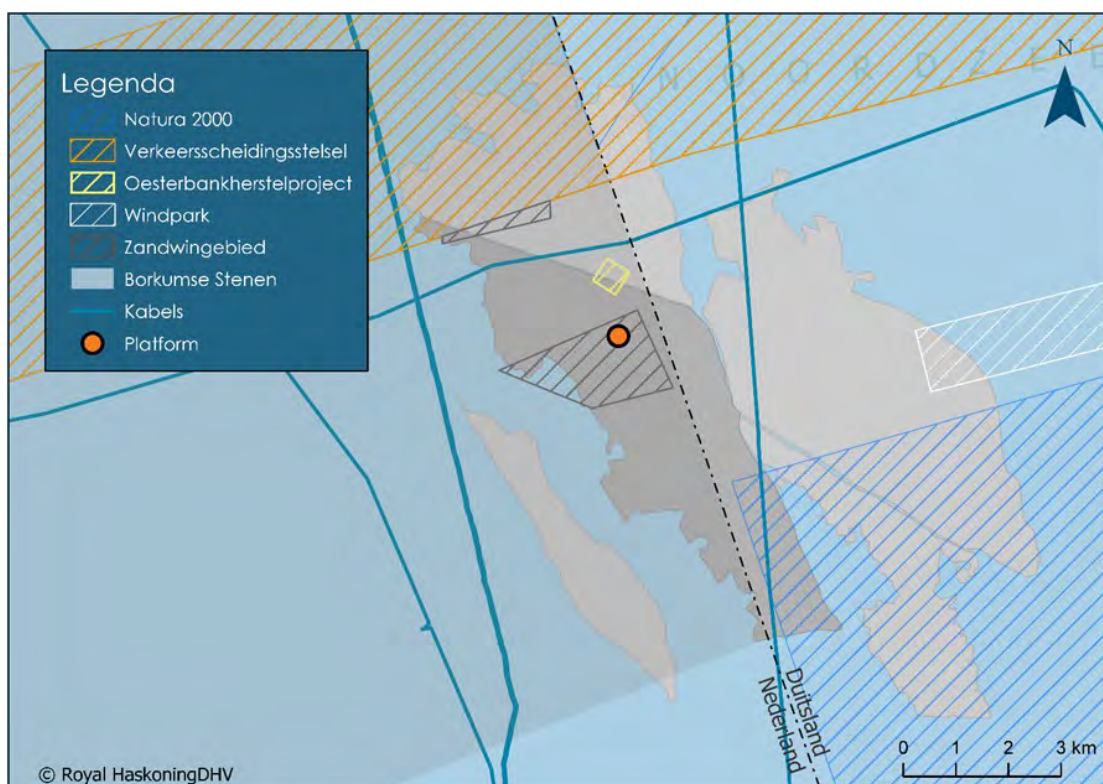 N O O R D Z E E
N
Legenda
Natura 2000
Verkeersscheidingsstelsel
Oesterbankherstelproject
Windpark
Zandwingebied
Borkumse Stenen
Kabels
Platform
Duitsland
Nederland
0 1 2 3 km
© Royal HaskoningDHV